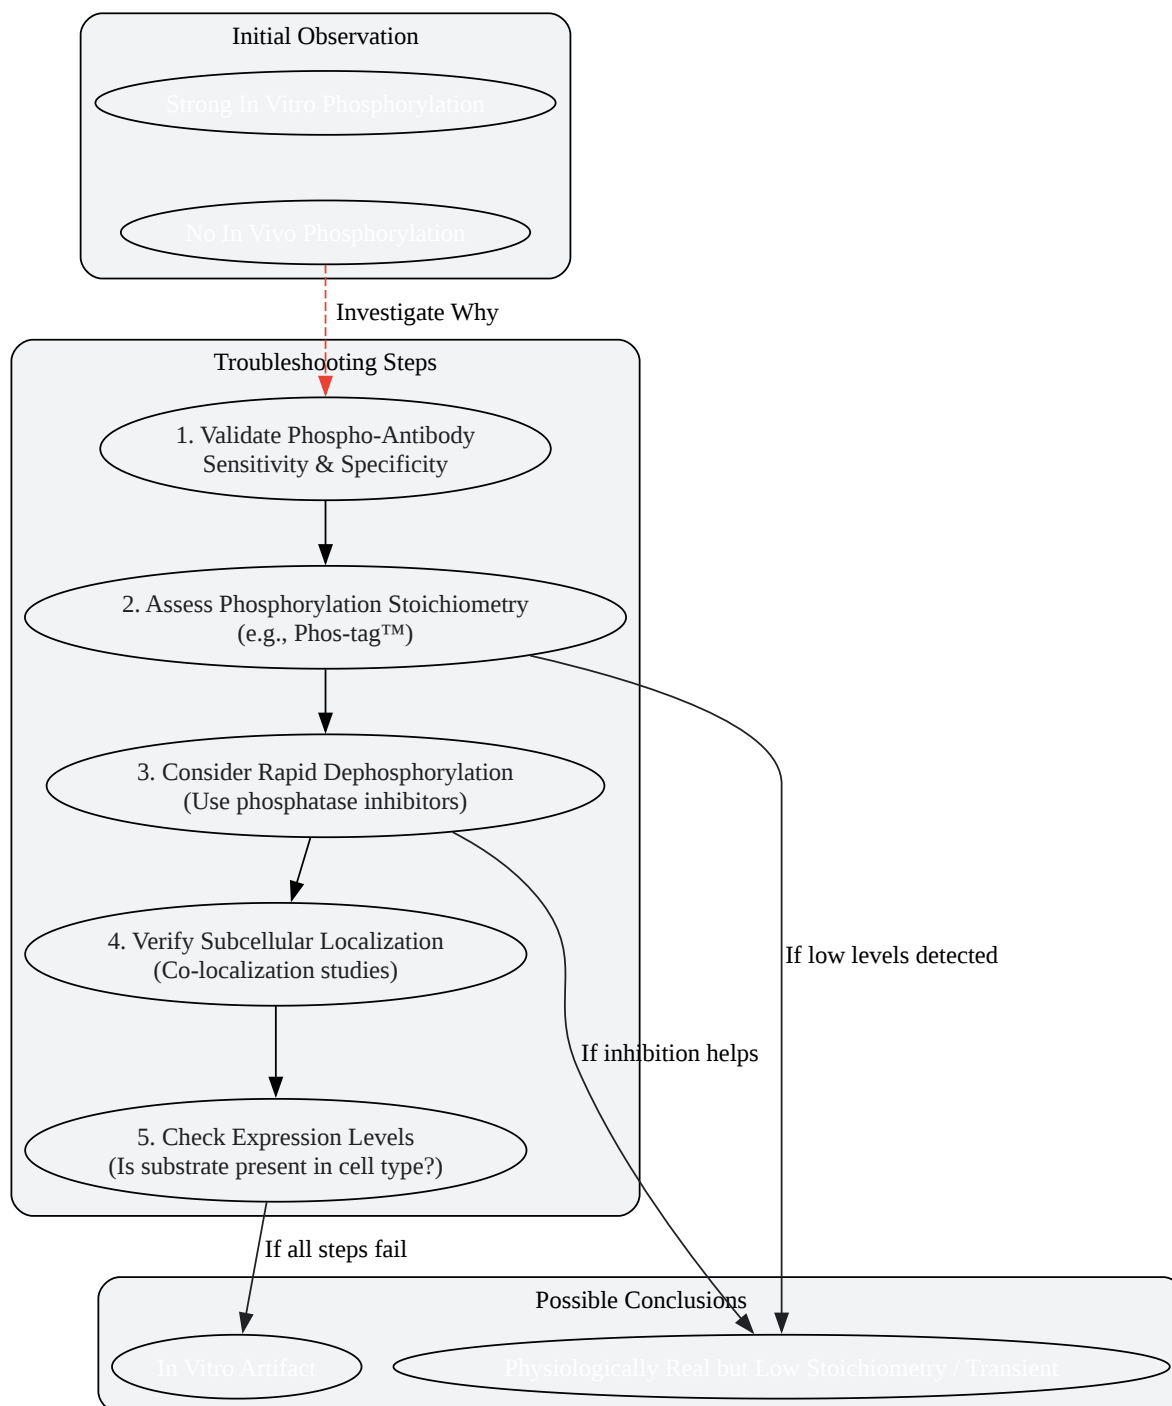 Initial Observation
Strong In Vitro Phosphorylation
No In Vivo Phosphorylation
Investigate Why
Troubleshooting Steps
1. Validate Phospho-Antibody
Sensitivity & Specificity
2. Assess Phosphorylation Stoichiometry
(e.g., Phos-tag™)
3. Consider Rapid Dephosphorylation
(Use phosphatase inhibitors)
4. Verify Subcellular Localization
(Co-localization studies)
If low levels detected
If inhibition helps
5. Check Expression Levels
(Is substrate present in cell type?)
If all steps fail
Possible Conclusions
In Vitro Artifact
Physiologically Real but Low Stoichiometry / Transient